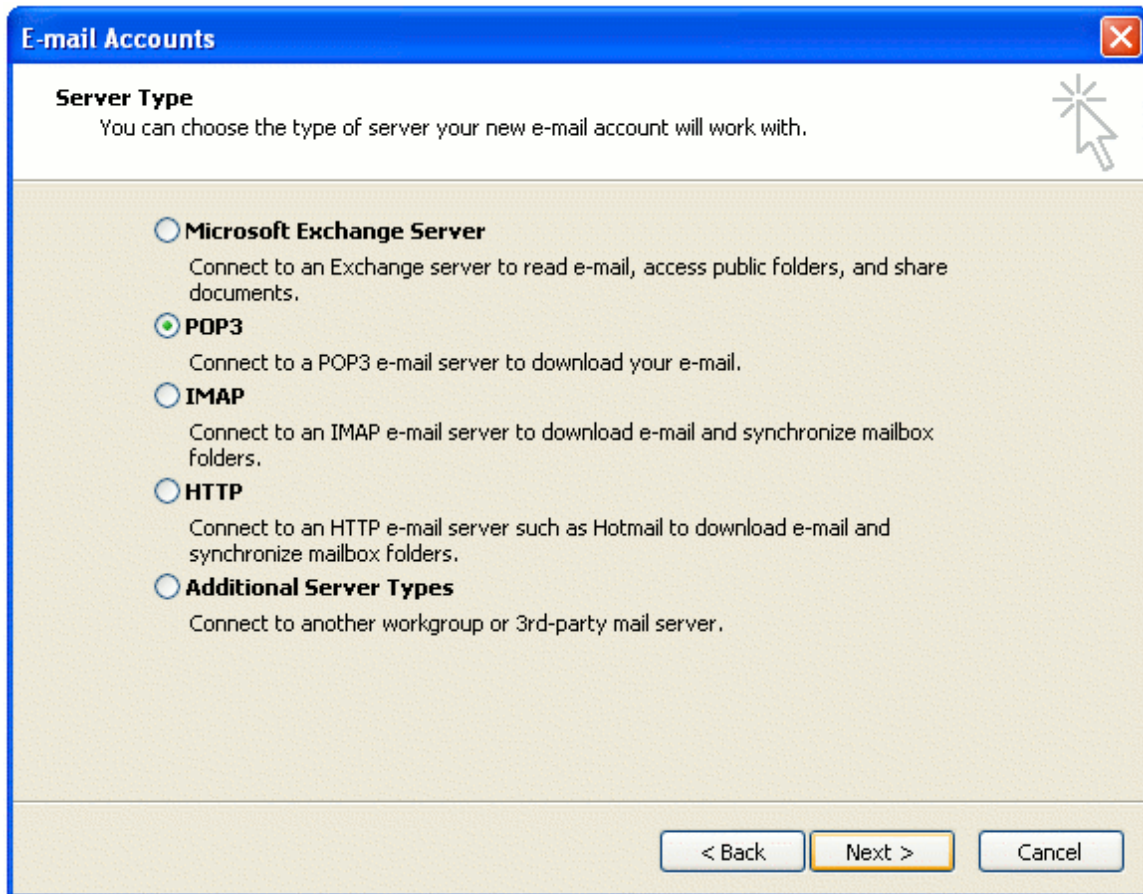 E-mail Accounts
Server Type
You can choose the type of server your new e-mail account will work with.
Microsoft Exchange Server
Connect to an Exchange server to read e-mail, access public folders, and share
documents.
POP3
Connect to a POP3 e-mail server to download your e-mail.
IMAP
Connect to an IMAP e-mail server to download e-mail and synchronize mailbox
folders.
HTTP
Connect to an HTTP e-mail server such as Hotmail to download e-mail and
synchronize mailbox folders.
Additional Server Types
Connect to another workgroup or 3rd-party mail server.
< Back Next > Cancel